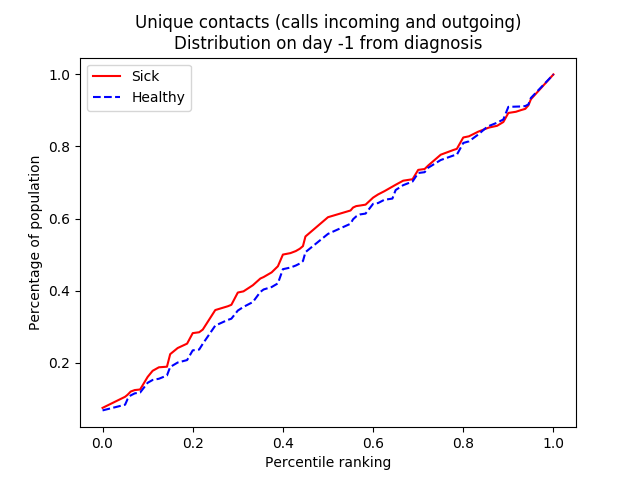 Unique contacts (calls incoming and outgoing)
Distribution on day -1 from diagnosis
Sick
Healthy
Percentage of population
1.0
0.8
0.6
0.4
0.2
0.0
0.2
0.4
0.6
0.8
1.0
Percentile ranking